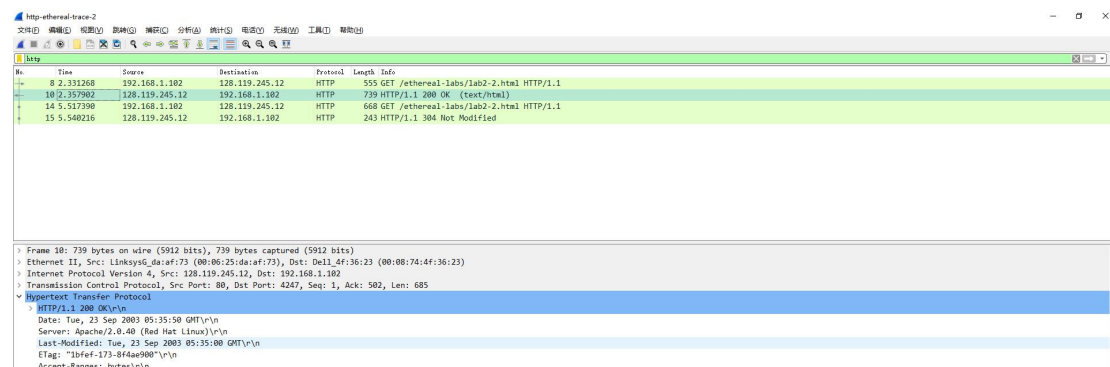 http-ethereal-trace-2
文件(F) 编辑(E) 视图(V) 跳转(G) 捕获(C) 分析(A) 统计(S) 电话(Y) 无线(W) 工具(T) 帮助(H)
http
No. Time Source Destination Protocol Length Info
8 2.331268 192.168.1.102 128.119.245.12 HTTP 555 GET /ethereal-labs/lab2-2.html HTTP/1.1
10 2.357902 128.119.245.12 192.168.1.102 HTTP 739 HTTP/1.1 200 OK (text/html)
14 5.517390 192.168.1.102 128.119.245.12 HTTP 668 GET /ethereal-labs/lab2-2.html HTTP/1.1
15 5.540216 128.119.245.12 192.168.1.102 HTTP 243 HTTP/1.1 304 Not Modified
> Frame 10: 739 bytes on wire (5912 bits), 739 bytes captured (5912 bits)
> Ethernet II, Src: LinksysG_da:af:73 (00:06:25:da:af:73), Dst: Dell_4f:36:23 (00:08:74:4f:36:23)
> Internet Protocol Version 4, Src: 128.119.245.12, Dst: 192.168.1.102
> Transmission Control Protocol, Src Port: 80, Dst Port: 4247, Seq: 1, Ack: 502, Len: 685
Hypertext Transfer Protocol
> HTTP/1.1 200 OK\r\n
Date: Tue, 23 Sep 2003 05:35:50 GMT\r\n
Server: Apache/2.0.40 (Red Hat Linux)\r\n
Last-Modified: Tue, 23 Sep 2003 05:35:00 GMT\r\n
ETag: "1bfef-173-8f4ae900"\r\n
Accept-Ranges: bytes\r\n